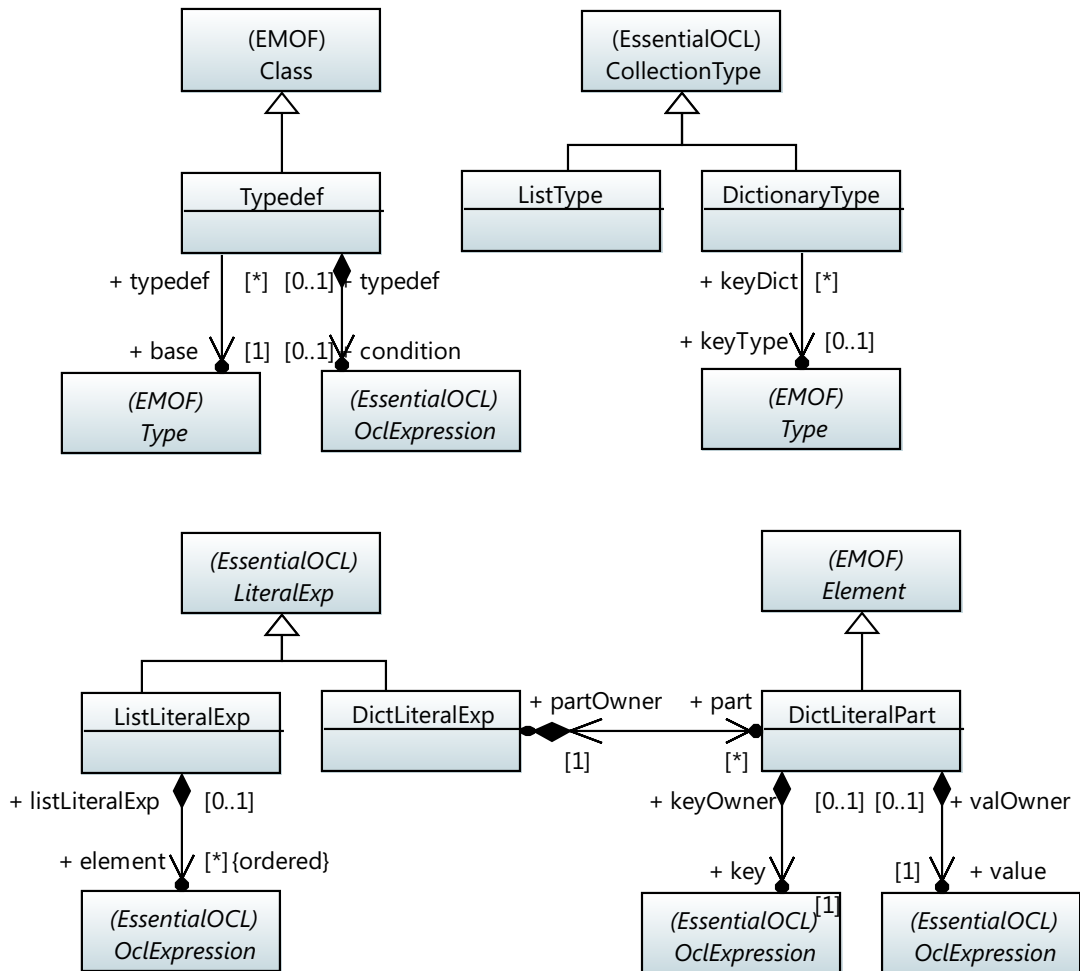 (EMOF)
Class
(EssentialOCL)
CollectionType
Typedef
ListType
DictionaryType
+ typedef [*] [0..1] + typedef
+ keyDict [*]
+ base [1] [0..1] + condition
+ keyType [0..1]
(EMOF)
Type
(EssentialOCL)
OclExpression
(EMOF)
Type
(EssentialOCL)
LiteralExp
(EMOF)
Element
ListLiteralExp
DictLiteralExp
+ partOwner + part
[1] [*]
DictLiteralPart
+ listLiteralExp [0..1]
+ keyOwner [0..1] [0..1] + valOwner
+ element [*] {ordered}
+ key [1]
[1] + value
(EssentialOCL)
OclExpression
(EssentialOCL)
OclExpression
(EssentialOCL)
OclExpression